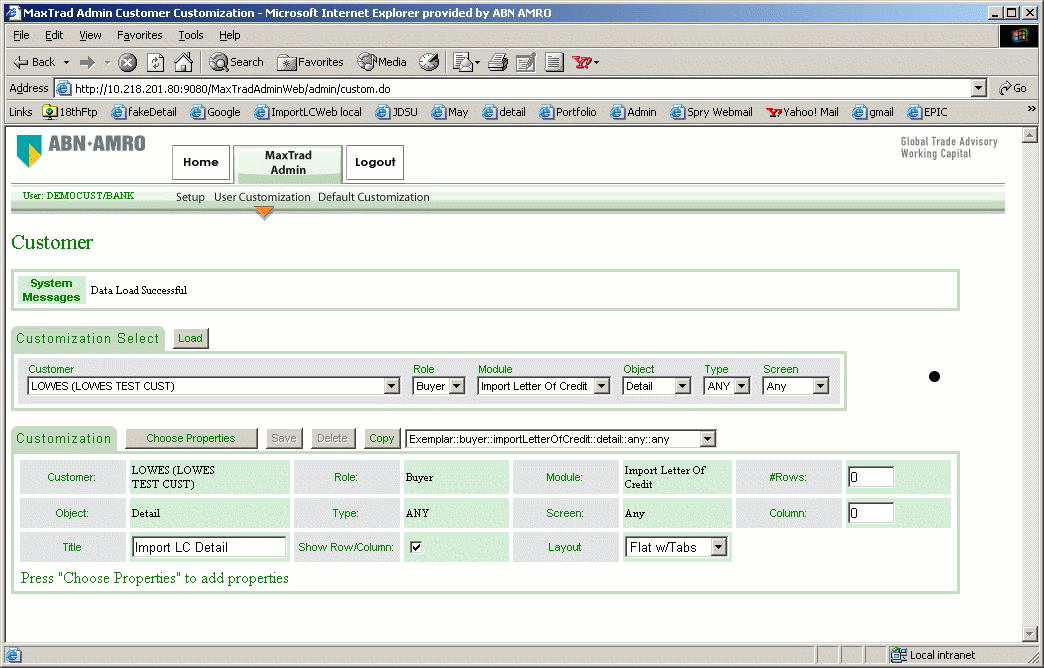 MaxTrad Admin Customer Customization - Microsoft Internet Explorer provided by ABN AMRO
File Edit View Favorites Tools Help
Back Search Favorites Media
Address http://10.218.201.80:9080/MaxTradAdminWeb/admin/custom.do Go
Links 18thFtp fakeDetail Google ImportLCWeb local JDSU May detail Portfolio Admin Spry Webmail Yahoo! Mail gmail EPIC »
ABN·AMRO
Home MaxTrad Admin Logout
Global Trade Advisory
Working Capital
User: DEMOCUST/BANK Setup User Customization Default Customization
Customer
System Messages Data Load Successful
Customization Select Load
Customer Role Module Object Type Screen
LOWES (LOWES TEST CUST) Buyer Import Letter Of Credit Detail ANY Any
Customization Choose Properties Save Delete Copy Exemplar::buyer::importLetterOfCredit::detail::any::any
Customer: LOWES (LOWES TEST CUST) Role: Buyer Module: Import Letter Of Credit #Rows: 0
Object: Detail Type: ANY Screen: Any Column: 0
Title Import LC Detail Show Row/Column: Layout Flat w/Tabs
Press "Choose Properties" to add properties
Local intranet